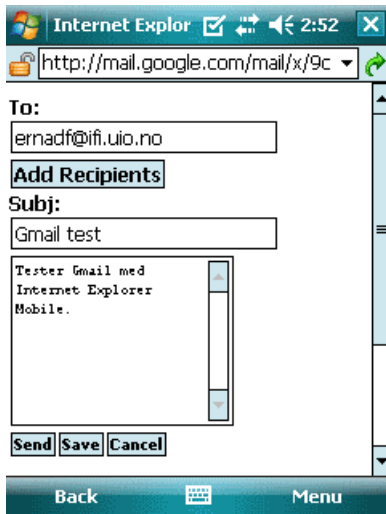 Internet Explor 2:52
http://mail.google.com/mail/x/9c
To:
ernadf@ifi.uio.no
Add Recipients
Subj:
Gmail test
Tester Gmail med
Internet Explorer
Mobile.
Send Save Cancel
Back Menu